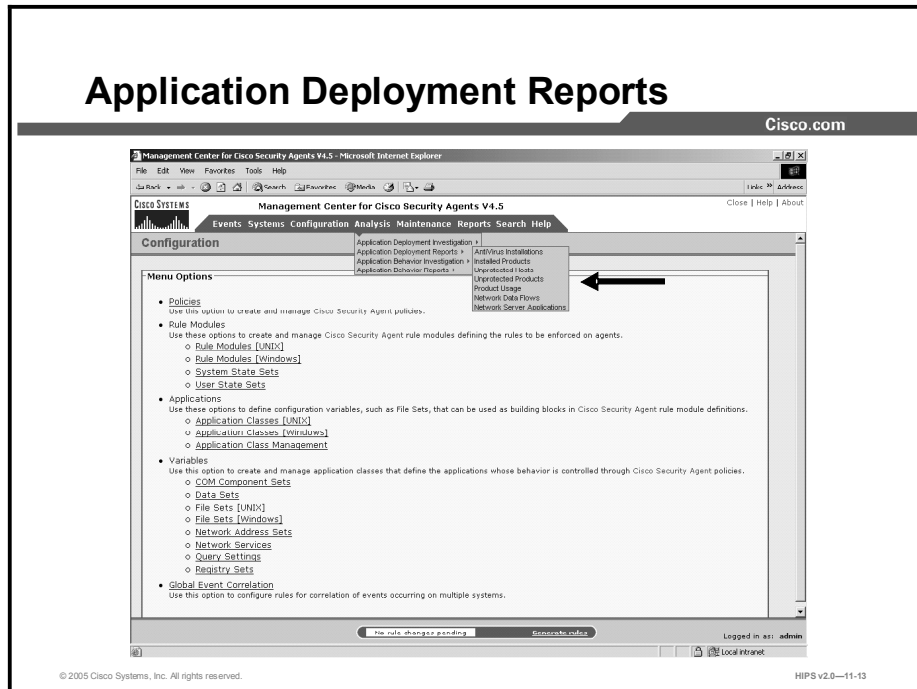 Application Deployment Reports
Cisco.com
Management Center for Cisco Security Agents V4.5 - Microsoft Internet Explorer
File Edit View Favorites Tools Help
Back Search Favorites Media Links » Address
CISCO SYSTEMS
Management Center for Cisco Security Agents V4.5
Close | Help | About
Events Systems Configuration Analysis Maintenance Reports Search Help
Configuration
Application Deployment Investigation
Application Deployment Reports
Application Behavior Investigation
Application Behavior Reports
AntiVirus Installations
Installed Products
Unprotected Hosts
Unprotected Products
Product Usage
Network Data Flows
Network Server Applications
Menu Options
• Policies
Use this option to create and manage Cisco Security Agent policies.
• Rule Modules
Use these options to create and manage Cisco Security Agent rule modules defining the rules to be enforced on agents.
o Rule Modules [UNIX]
o Rule Modules [Windows]
o System State Sets
o User State Sets
• Applications
Use these options to define configuration variables, such as File Sets, that can be used as building blocks in Cisco Security Agent rule module definitions.
o Application Classes [UNIX]
o Application Classes [Windows]
o Application Class Management
• Variables
Use this option to create and manage application classes that define the applications whose behavior is controlled through Cisco Security Agent policies.
o COM Component Sets
o Data Sets
o File Sets [UNIX]
o File Sets [Windows]
o Network Address Sets
o Network Services
o Query Settings
o Registry Sets
• Global Event Correlation
Use this option to configure rules for correlation of events occurring on multiple systems.
No rule changes pending Generate rules
Logged in as: admin
Local intranet
© 2005 Cisco Systems, Inc. All rights reserved.
HIPS v2.0—11-13